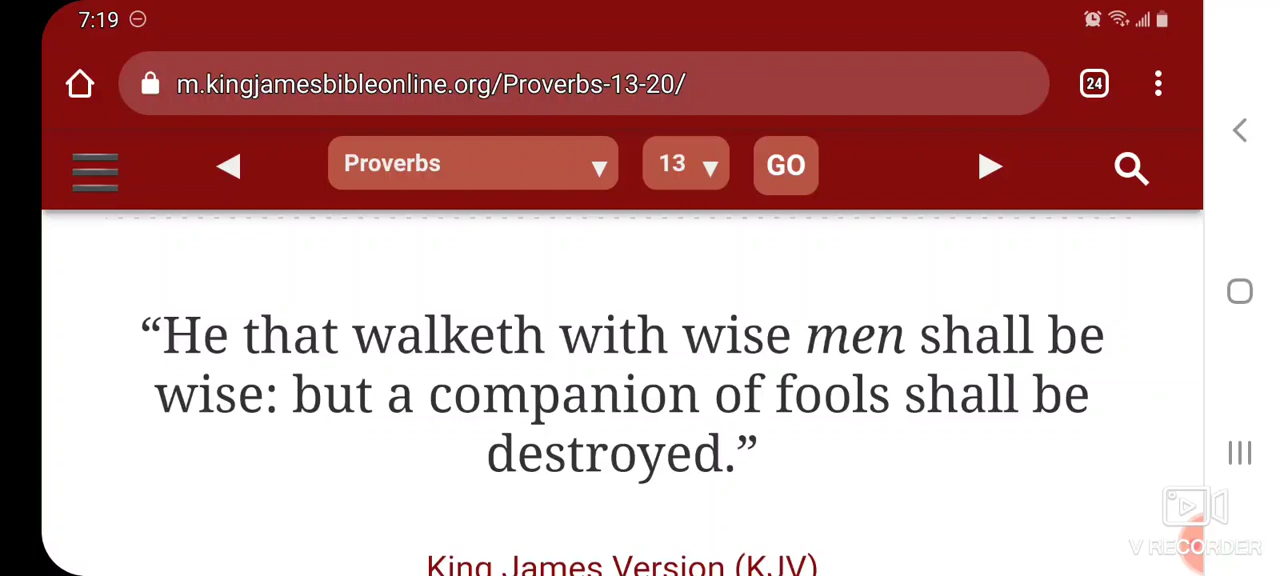 7:19
m.kingjamesbibleonline.org/Proverbs-13-20/
24
Proverbs
13
GO
“He that walketh with wise men shall be
wise: but a companion of fools shall be
destroyed.”
King James Version (KJV)
V RECORDER